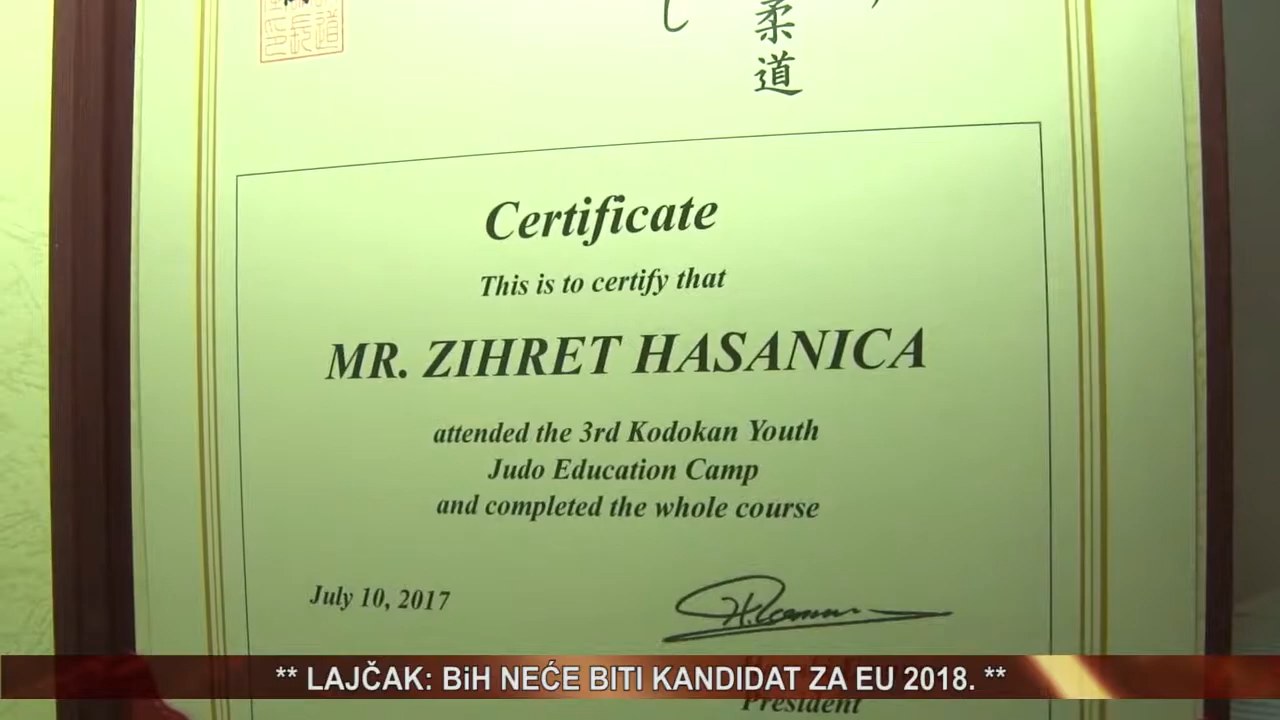 柔道
Certificate
This is to certify that
MR. ZIHRET HASANICA
attended the 3rd Kodokan Youth
Judo Education Camp
and completed the whole course
July 10, 2017
** LAJČAK: BiH NEĆE BITI KANDIDAT ZA EU 2018. **
President